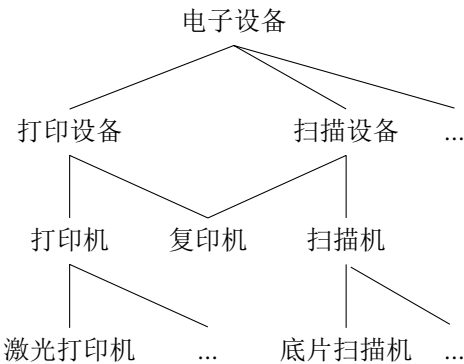 电子设备
打印设备 扫描设备 ...
打印机 复印机 扫描机
激光打印机 ... 底片扫描机 ...